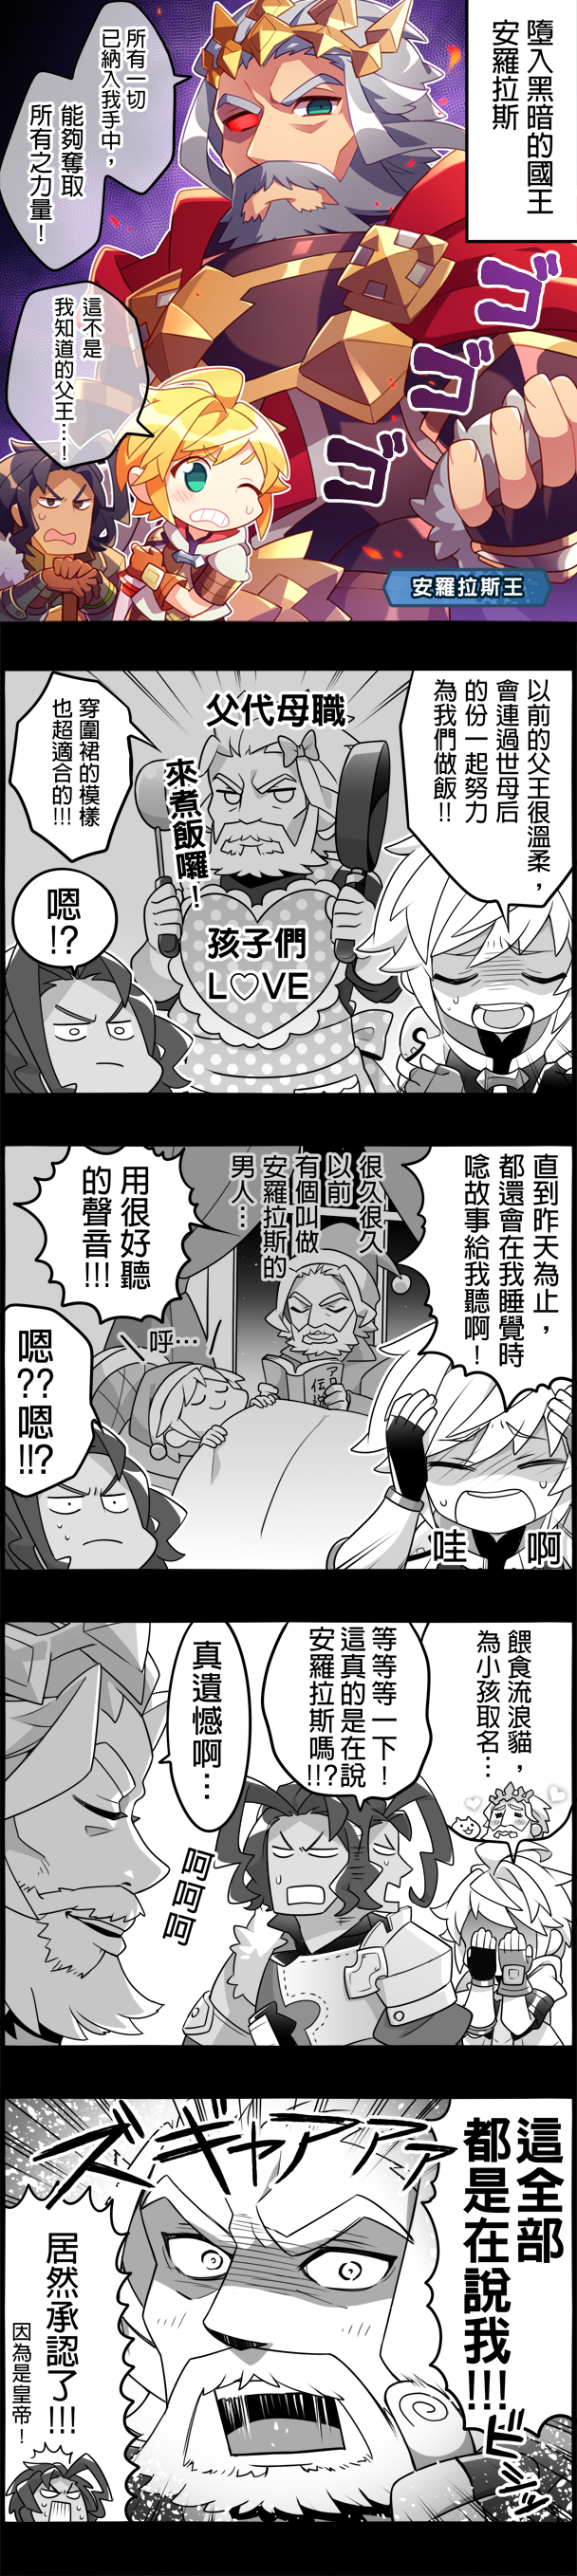 墮入黑暗的國王
安羅拉斯
所有一切
已納入我手中，
能夠奪取
所有之力量！
這不是
我知道的父王…！
ゴゴゴ
安羅拉斯王
以前的父王很溫柔，
會連過世母后
的份一起努力
為我們做飯!!
父代母職
來煮飯囉！
孩子們
L♡VE
穿圍裙的模樣
也超適合的!!!
嗯!?
直到昨天為止，
都還會在我睡覺時
唸故事給我聽啊！
很久很久
以前
有個叫做
安羅拉斯的
男人…
用很好聽
的聲音!!!
呼…
嗯??嗯!!?
哇啊
餵食流浪貓，
為小孩取名…
等等等一下！
這真的是在說
安羅拉斯嗎!!?
真遺憾啊…
呵呵呵
這全部
都是在說我!!!
ズギャアアァ
ビシッ
居然承認了!!!
因為是皇帝！